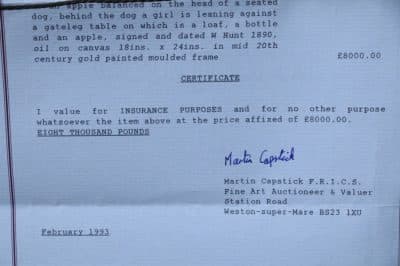 apple balanced on the head of a seated
dog, behind the dog a girl is leaning against
a gateleg table on which is a loaf, a bottle
and an apple, signed and dated W Hunt 1890,
oil on canvas 18ins. x 24ins. in mid 20th
century gold painted moulded frame £8000.00
CERTIFICATE
I value for INSURANCE PURPOSES and for no other purpose
whatsoever the item above at the price affixed of £8000.00.
EIGHT THOUSAND POUNDS
Martin Capstick
Martin Capstick F.R.I.C.S.
Fine Art Auctioneer & Valuer
Station Road
Weston-super-Mare BS23 1XU
February 1993